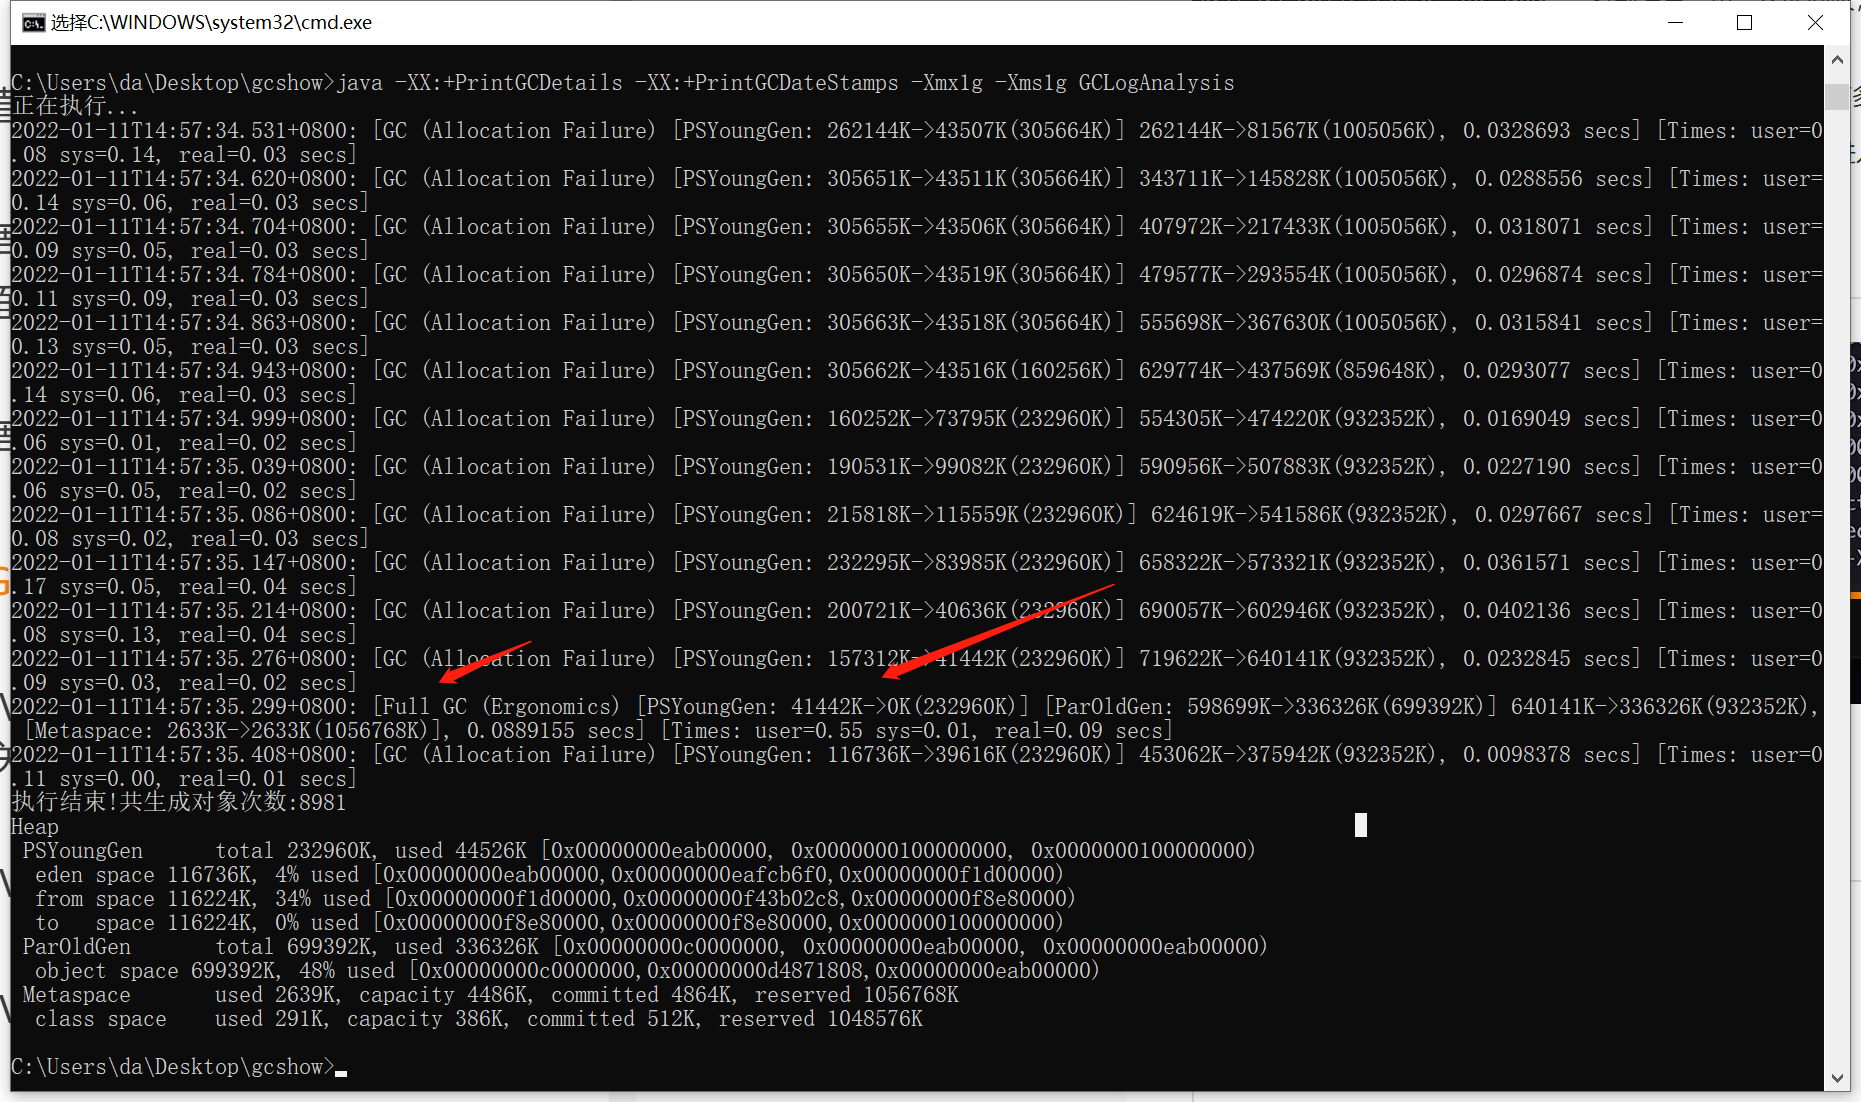 选择C:\WINDOWS\system32\cmd.exe
C:\Users\da\Desktop\gcshow>java -XX:+PrintGCDetails -XX:+PrintGCDateStamps -Xmx1g -Xms1g GCLogAnalysis
正在执行...
2022-01-11T14:57:34.531+0800: [GC (Allocation Failure) [PSYoungGen: 262144K->43507K(305664K)] 262144K->81567K(1005056K), 0.0328693 secs] [Times: user=0
.08 sys=0.14, real=0.03 secs]
2022-01-11T14:57:34.620+0800: [GC (Allocation Failure) [PSYoungGen: 305651K->43511K(305664K)] 343711K->145828K(1005056K), 0.0288556 secs] [Times: user=
0.14 sys=0.06, real=0.03 secs]
2022-01-11T14:57:34.704+0800: [GC (Allocation Failure) [PSYoungGen: 305655K->43506K(305664K)] 407972K->217433K(1005056K), 0.0318071 secs] [Times: user=
0.09 sys=0.05, real=0.03 secs]
2022-01-11T14:57:34.784+0800: [GC (Allocation Failure) [PSYoungGen: 305650K->43519K(305664K)] 479577K->293554K(1005056K), 0.0296874 secs] [Times: user=
0.11 sys=0.09, real=0.03 secs]
2022-01-11T14:57:34.863+0800: [GC (Allocation Failure) [PSYoungGen: 305663K->43518K(305664K)] 555698K->367630K(1005056K), 0.0315841 secs] [Times: user=
0.13 sys=0.05, real=0.03 secs]
2022-01-11T14:57:34.943+0800: [GC (Allocation Failure) [PSYoungGen: 305662K->43516K(160256K)] 629774K->437569K(859648K), 0.0293077 secs] [Times: user=0
.14 sys=0.06, real=0.03 secs]
2022-01-11T14:57:34.999+0800: [GC (Allocation Failure) [PSYoungGen: 160252K->73795K(232960K)] 554305K->474220K(932352K), 0.0169049 secs] [Times: user=0
.06 sys=0.01, real=0.02 secs]
2022-01-11T14:57:35.039+0800: [GC (Allocation Failure) [PSYoungGen: 190531K->99082K(232960K)] 590956K->507883K(932352K), 0.0227190 secs] [Times: user=0
.06 sys=0.05, real=0.02 secs]
2022-01-11T14:57:35.086+0800: [GC (Allocation Failure) [PSYoungGen: 215818K->115559K(232960K)] 624619K->541586K(932352K), 0.0297667 secs] [Times: user=
0.08 sys=0.02, real=0.03 secs]
2022-01-11T14:57:35.147+0800: [GC (Allocation Failure) [PSYoungGen: 232295K->83985K(232960K)] 658322K->573321K(932352K), 0.0361571 secs] [Times: user=0
.17 sys=0.05, real=0.04 secs]
2022-01-11T14:57:35.214+0800: [GC (Allocation Failure) [PSYoungGen: 200721K->40636K(232960K)] 690057K->602946K(932352K), 0.0402136 secs] [Times: user=0
.08 sys=0.13, real=0.04 secs]
2022-01-11T14:57:35.276+0800: [GC (Allocation Failure) [PSYoungGen: 157312K->41442K(232960K)] 719622K->640141K(932352K), 0.0232845 secs] [Times: user=0
.09 sys=0.03, real=0.02 secs]
2022-01-11T14:57:35.299+0800: [Full GC (Ergonomics) [PSYoungGen: 41442K->0K(232960K)] [ParOldGen: 598699K->336326K(699392K)] 640141K->336326K(932352K),
[Metaspace: 2633K->2633K(1056768K)], 0.0889155 secs] [Times: user=0.55 sys=0.01, real=0.09 secs]
2022-01-11T14:57:35.408+0800: [GC (Allocation Failure) [PSYoungGen: 116736K->39616K(232960K)] 453062K->375942K(932352K), 0.0098378 secs] [Times: user=0
.11 sys=0.00, real=0.01 secs]
执行结束!共生成对象次数:8981
Heap
PSYoungGen total 232960K, used 44526K [0x00000000eab00000, 0x0000000100000000, 0x0000000100000000)
eden space 116736K, 4% used [0x00000000eab00000,0x00000000eafcb6f0,0x00000000f1d00000)
from space 116224K, 34% used [0x00000000f1d00000,0x00000000f43b02c8,0x00000000f8e80000)
to space 116224K, 0% used [0x00000000f8e80000,0x00000000f8e80000,0x0000000100000000)
ParOldGen total 699392K, used 336326K [0x00000000c0000000, 0x00000000eab00000, 0x00000000eab00000)
object space 699392K, 48% used [0x00000000c0000000,0x00000000d4871808,0x00000000eab00000)
Metaspace used 2639K, capacity 4486K, committed 4864K, reserved 1056768K
class space used 291K, capacity 386K, committed 512K, reserved 1048576K
C:\Users\da\Desktop\gcshow>